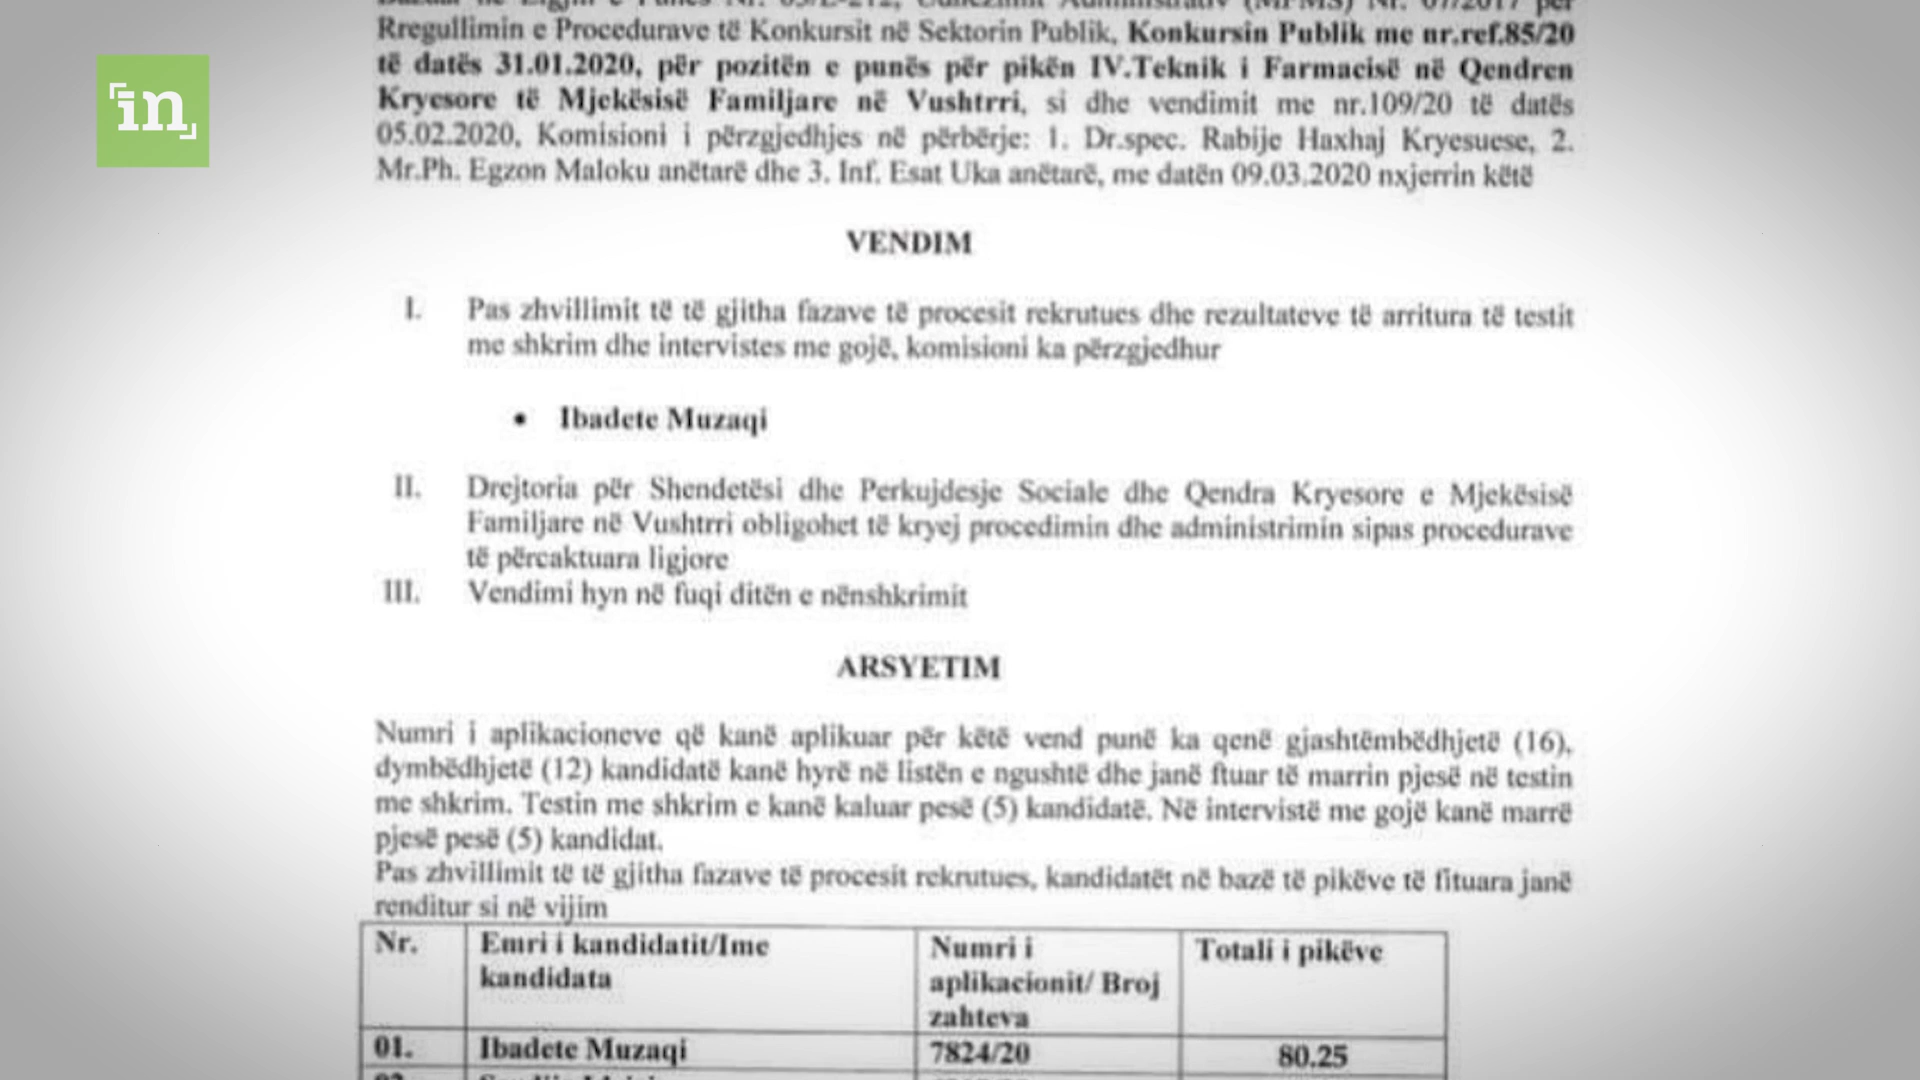 in
Rregullimin e Procedurave të Konkursit në Sektorin Publik, Konkursin Publik me nr.ref.85/20
të datës 31.01.2020, për pozitën e punës për pikën IV.Teknik i Farmacisë në Qendren
Kryesore të Mjekësisë Familjare në Vushtrri, si dhe vendimit me nr.109/20 të datës
05.02.2020, Komisioni i përzgjedhjes në përbërje: 1. Dr.spec. Rabije Haxhaj Kryesuese, 2.
Mr.Ph. Egzon Maloku anëtarë dhe 3. Inf. Esat Uka anëtarë, me datën 09.03.2020 nxjerrin këtë
VENDIM
I. Pas zhvillimit të të gjitha fazave të procesit rekrutues dhe rezultateve të arritura të testit
me shkrim dhe intervistes me gojë, komisioni ka përzgjedhur
• Ibadete Muzaqi
II. Drejtoria për Shendetësi dhe Perkujdesje Sociale dhe Qendra Kryesore e Mjekësisë
Familjare në Vushtrri obligohet të kryej procedimin dhe administrimin sipas procedurave
të përcaktuara ligjore
III. Vendimi hyn në fuqi ditën e nënshkrimit
ARSYETIM
Numri i aplikacioneve që kanë aplikuar për këtë vend punë ka qenë gjashtëmbëdhjetë (16),
dymbëdhjetë (12) kandidatë kanë hyrë në listën e ngushtë dhe janë ftuar të marrin pjesë në testin
me shkrim. Testin me shkrim e kanë kaluar pesë (5) kandidatë. Në intervistë me gojë kanë marrë
pjesë pesë (5) kandidat.
Pas zhvillimit të të gjitha fazave të procesit rekrutues, kandidatët në bazë të pikëve të fituara janë
renditur si në vijim
Nr. Emri i kandidatit/Ime kandidata Numri i aplikacionit/ Broj zahteva Totali i pikëve
01. Ibadete Muzaqi 7824/20 80.25